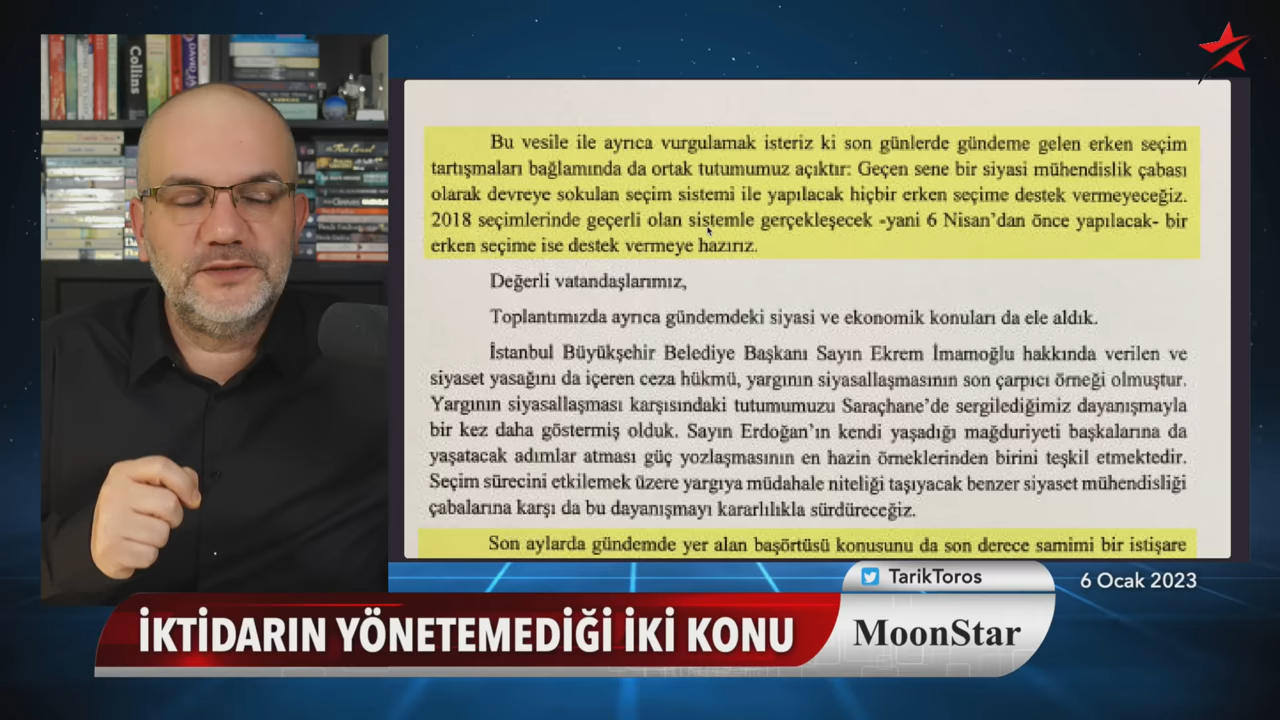 Collins
DAVID
Bu vesile ile ayrıca vurgulamak isteriz ki son günlerde gündeme gelen erken seçim
tartışmaları bağlamında da ortak tutumumuz açıktır: Geçen sene bir siyasi mühendislik çabası
olarak devreye sokulan seçim sistemi ile yapılacak hiçbir erken seçime destek vermeyeceğiz.
2018 seçimlerinde geçerli olan sistemle gerçekleşecek -yani 6 Nisan'dan önce yapılacak- bir
erken seçime ise destek vermeye hazırız.
Değerli vatandaşlarımız,
Toplantımızda ayrıca gündemdeki siyasi ve ekonomik konuları da ele aldık.
İstanbul Büyükşehir Belediye Başkanı Sayın Ekrem İmamoğlu hakkında verilen ve
siyaset yasağını da içeren ceza hükmü, yargının siyasallaşmasının son çarpıcı örneği olmuştur.
Yargının siyasallaşması karşısındaki tutumumuzu Saraçhane'de sergilediğimiz dayanışmayla
bir kez daha göstermiş olduk. Sayın Erdoğan'ın kendi yaşadığı mağduriyeti başkalarına da
yaşatacak adımlar atması güç yozlaşmasının en hazin örneklerinden birini teşkil etmektedir.
Seçim sürecini etkilemek üzere yargıya müdahale niteliği taşıyacak benzer siyaset mühendisliği
çabalarına karşı da bu dayanışmayı kararlılıkla sürdüreceğiz.
Son aylarda gündemde yer alan başörtüsü konusunu da son derece samimi bir istişare
TarikToros
6 Ocak 2023
İKTİDARIN YÖNETEMEDİĞİ İKİ KONU
MoonStar